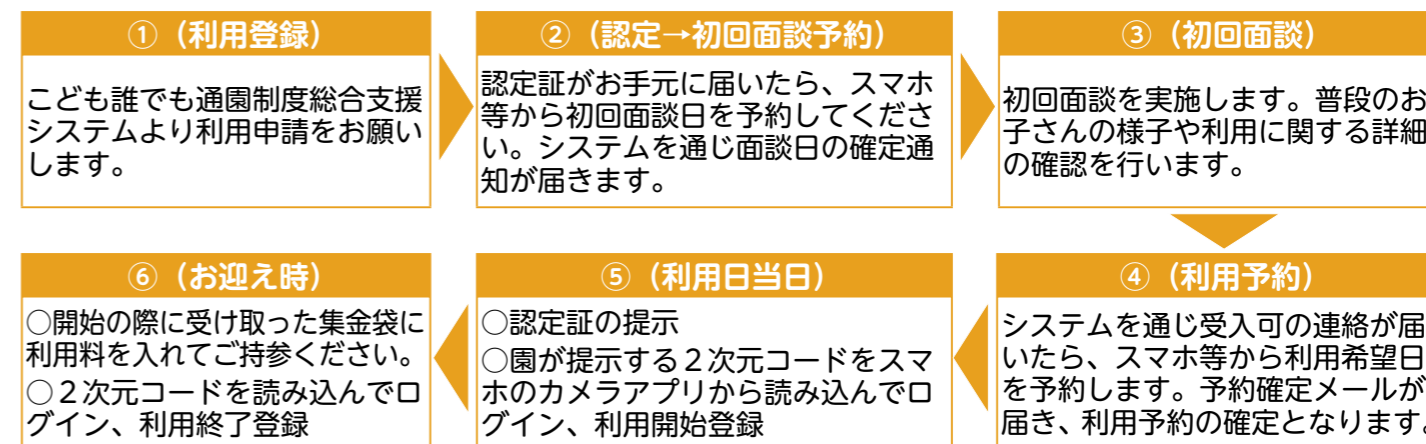 ①（利用登録）
こども誰でも通園制度総合支援
システムより利用申請をお願い
します。
②（認定→初回面談予約）
認定証がお手元に届いたら、スマホ
等から初回面談日を予約してくださ
い。システムを通じ面談日の確定通
知が届きます。
③（初回面談）
初回面談を実施します。普段のお
子さんの様子や利用に関する詳細
の確認を行います。
④（利用予約）
システムを通じ受入可の連絡が届
いたら、スマホ等から利用希望日
を予約します。予約確定メールが
届き、利用予約の確定となります。
⑤（利用日当日）
○認定証の提示
○園が提示する２次元コードをスマ
ホのカメラアプリから読み込んでロ
グイン、利用開始登録
⑥（お迎え時）
○開始の際に受け取った集金袋に
利用料を入れてご持参ください。
○２次元コードを読み込んでロ
グイン、利用終了登録